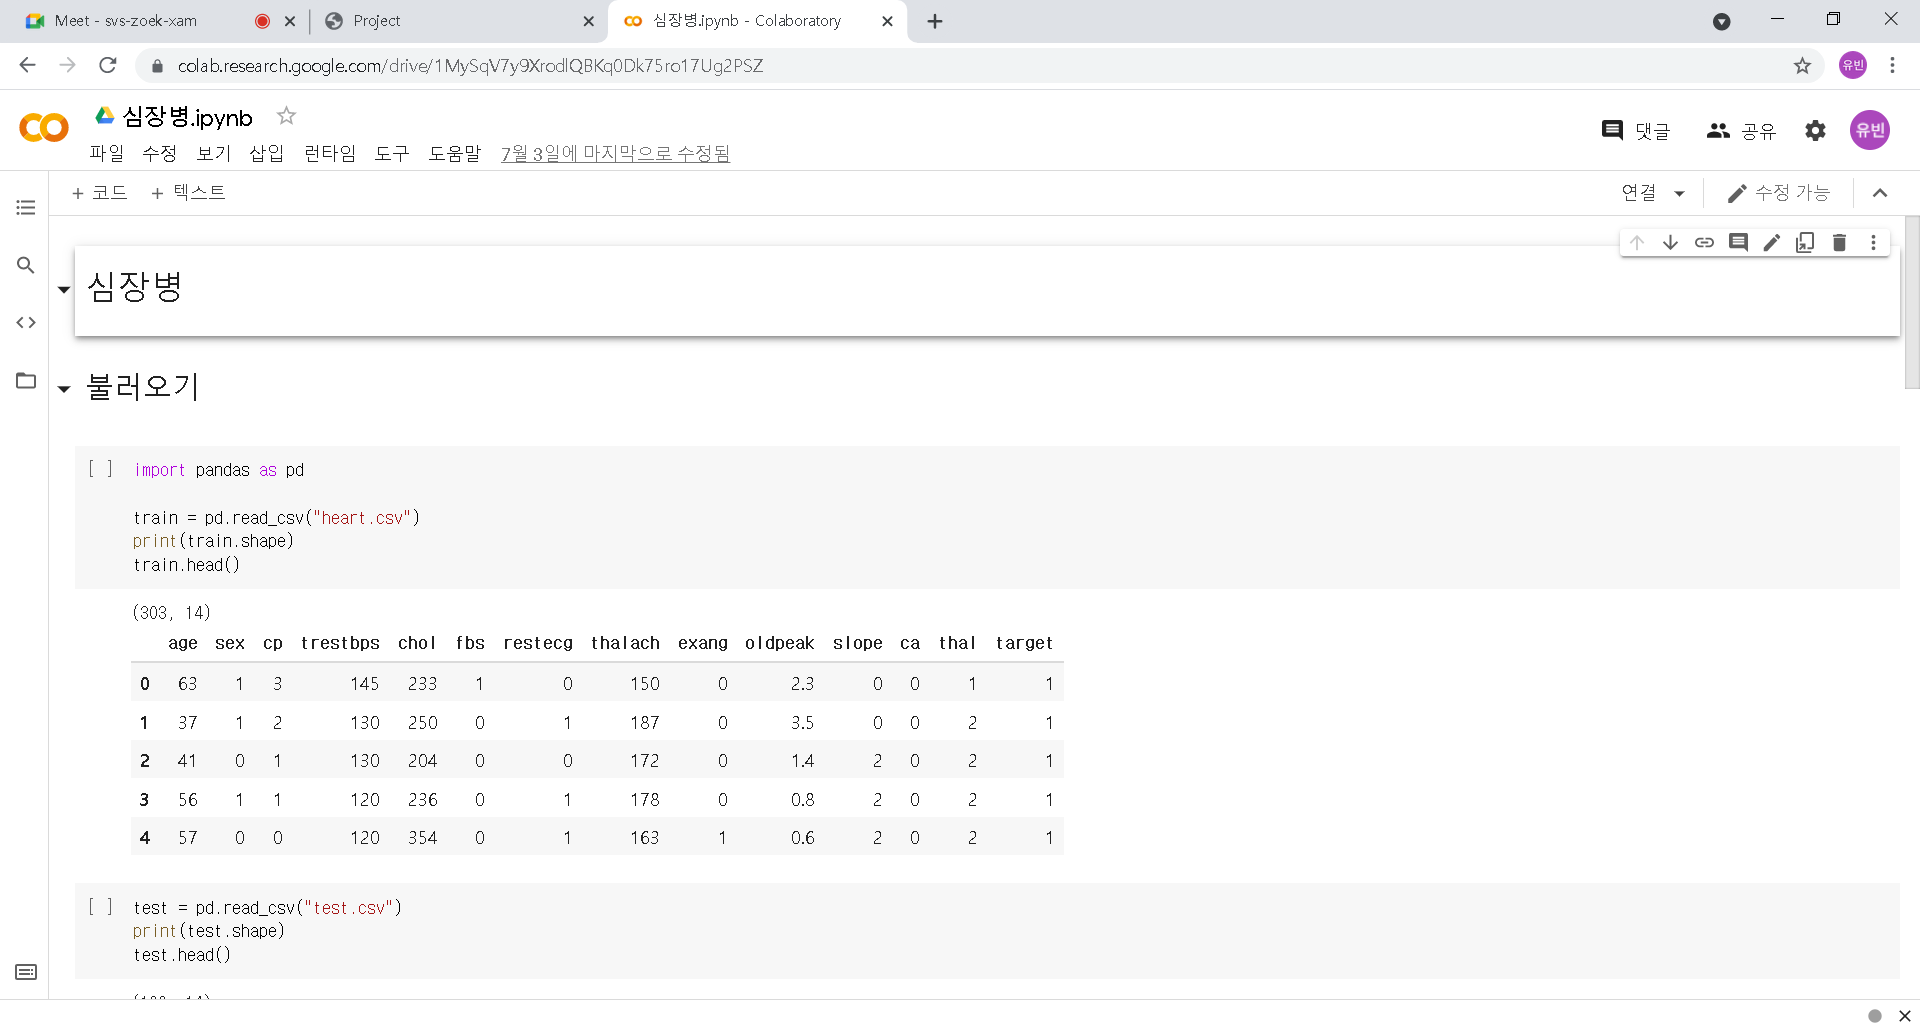 Meet - svs-zoek-xam
Project
심장병.ipynb - Colaboratory
colab.research.google.com/drive/1MySqV7y9XrodlQBKq0Dk75ro17Ug2PSZ
유빈
심장병.ipynb
댓글
공유
유빈
파일 수정 보기 삽입 런타임 도구 도움말 7월 3일에 마지막으로 수정됨
+ 코드 + 텍스트
연결
수정 가능
심장병
불러오기
[ ] import pandas as pd
train = pd.read_csv("heart.csv")
print(train.shape)
train.head()
(303, 14)
age sex cp trestbps chol fbs restecg thalach exang oldpeak slope ca thal target
0 63 1 3 145 233 1 0 150 0 2.3 0 0 1 1
1 37 1 2 130 250 0 1 187 0 3.5 0 0 2 1
2 41 0 1 130 204 0 0 172 0 1.4 2 0 2 1
3 56 1 1 120 236 0 1 178 0 0.8 2 0 2 1
4 57 0 0 120 354 0 1 163 1 0.6 2 0 2 1
[ ] test = pd.read_csv("test.csv")
print(test.shape)
test.head()